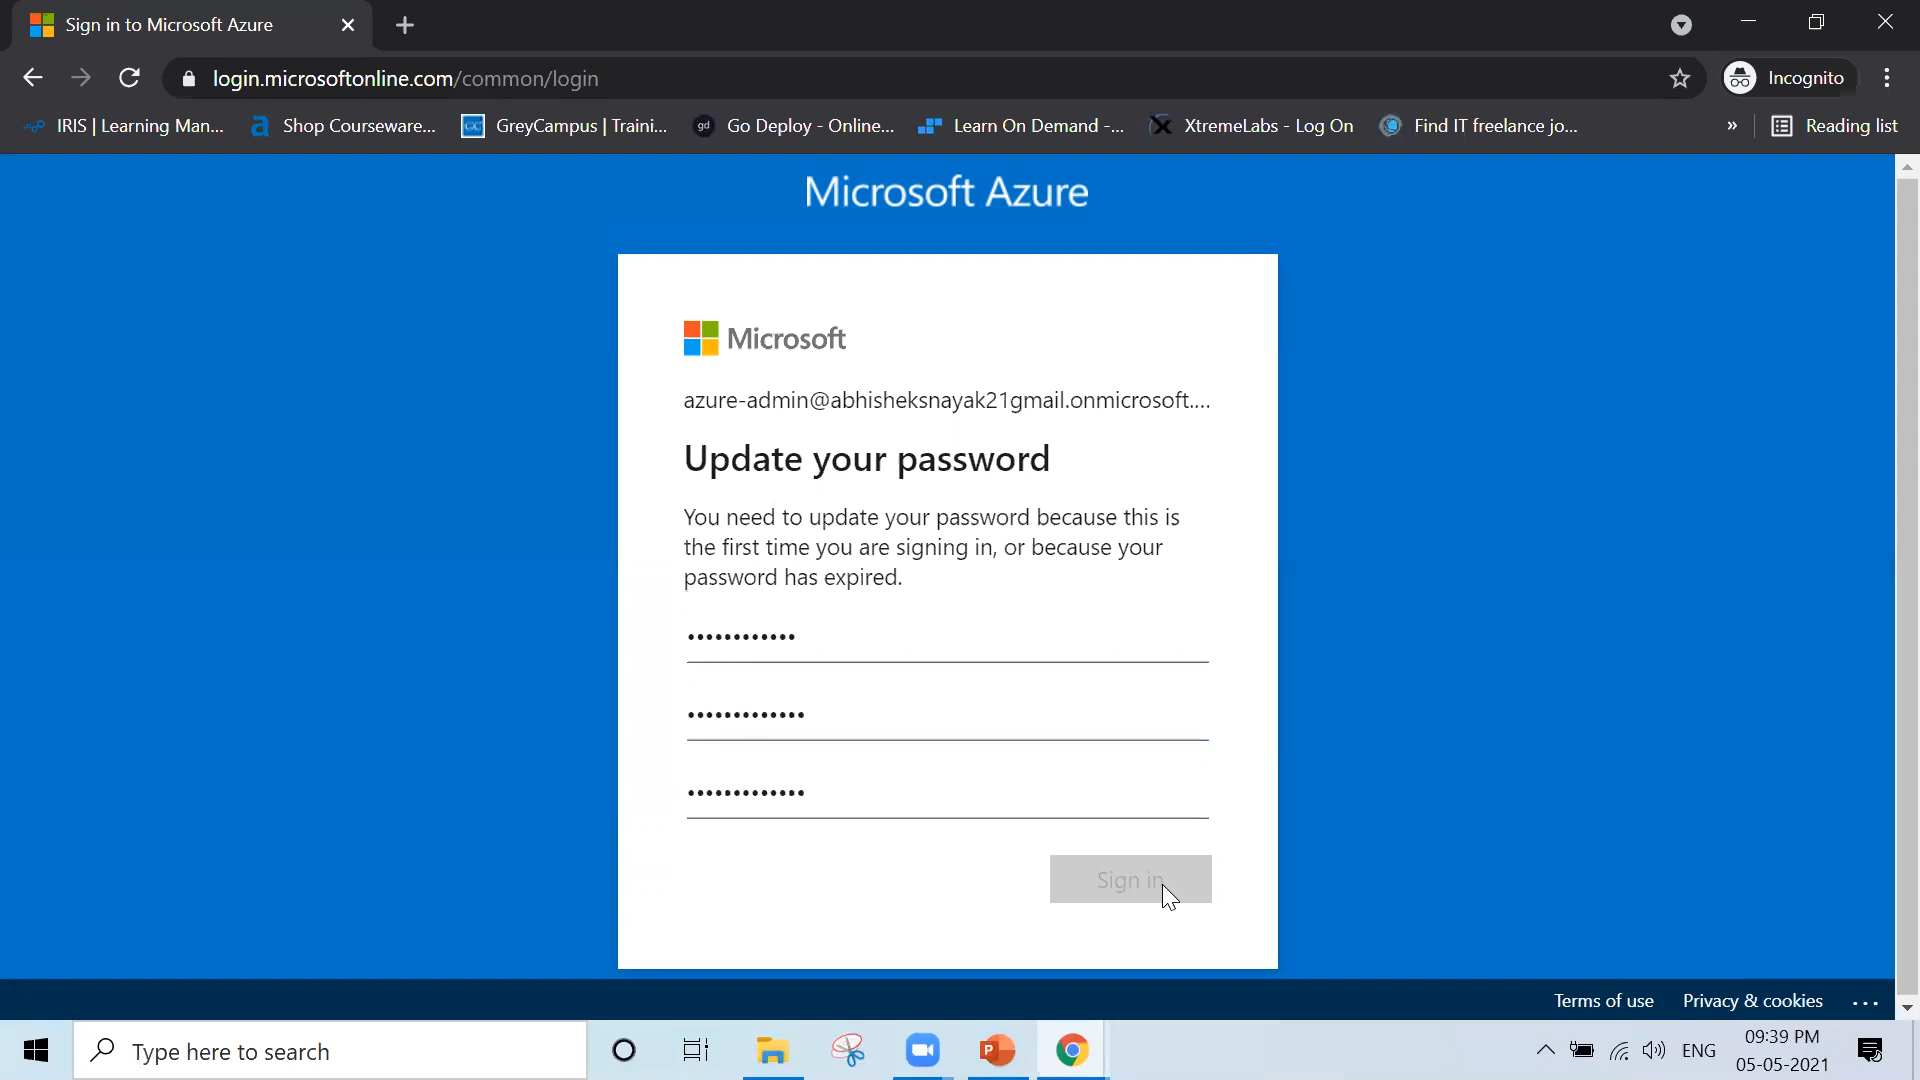 Sign in to Microsoft Azure
login.microsoftonline.com/common/login
Incognito
IRIS | Learning Man...
Shop Courseware...
GC
GreyCampus | Traini...
gd
Go Deploy - Online...
Learn On Demand -...
XtremeLabs - Log On
Find IT freelance jo...
»
Reading list
Microsoft Azure
Microsoft
azure-admin@abhisheksnayak21gmail.onmicrosoft....
Update your password
You need to update your password because this is
the first time you are signing in, or because your
password has expired.
Sign in
Terms of use
Privacy & cookies
...
Type here to search
P
ENG
09:39 PM
05-05-2021